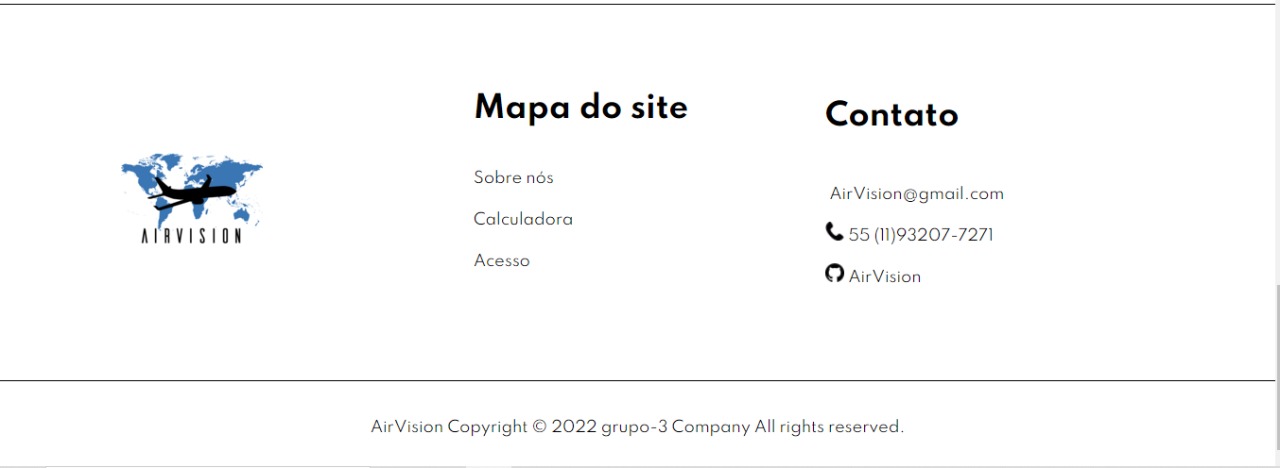 AIRVISION
Mapa do site
Sobre nós
Calculadora
Acesso
Contato
AirVision@gmail.com
55 (11)93207-7271
AirVision
AirVision Copyright © 2022 grupo-3 Company All rights reserved.